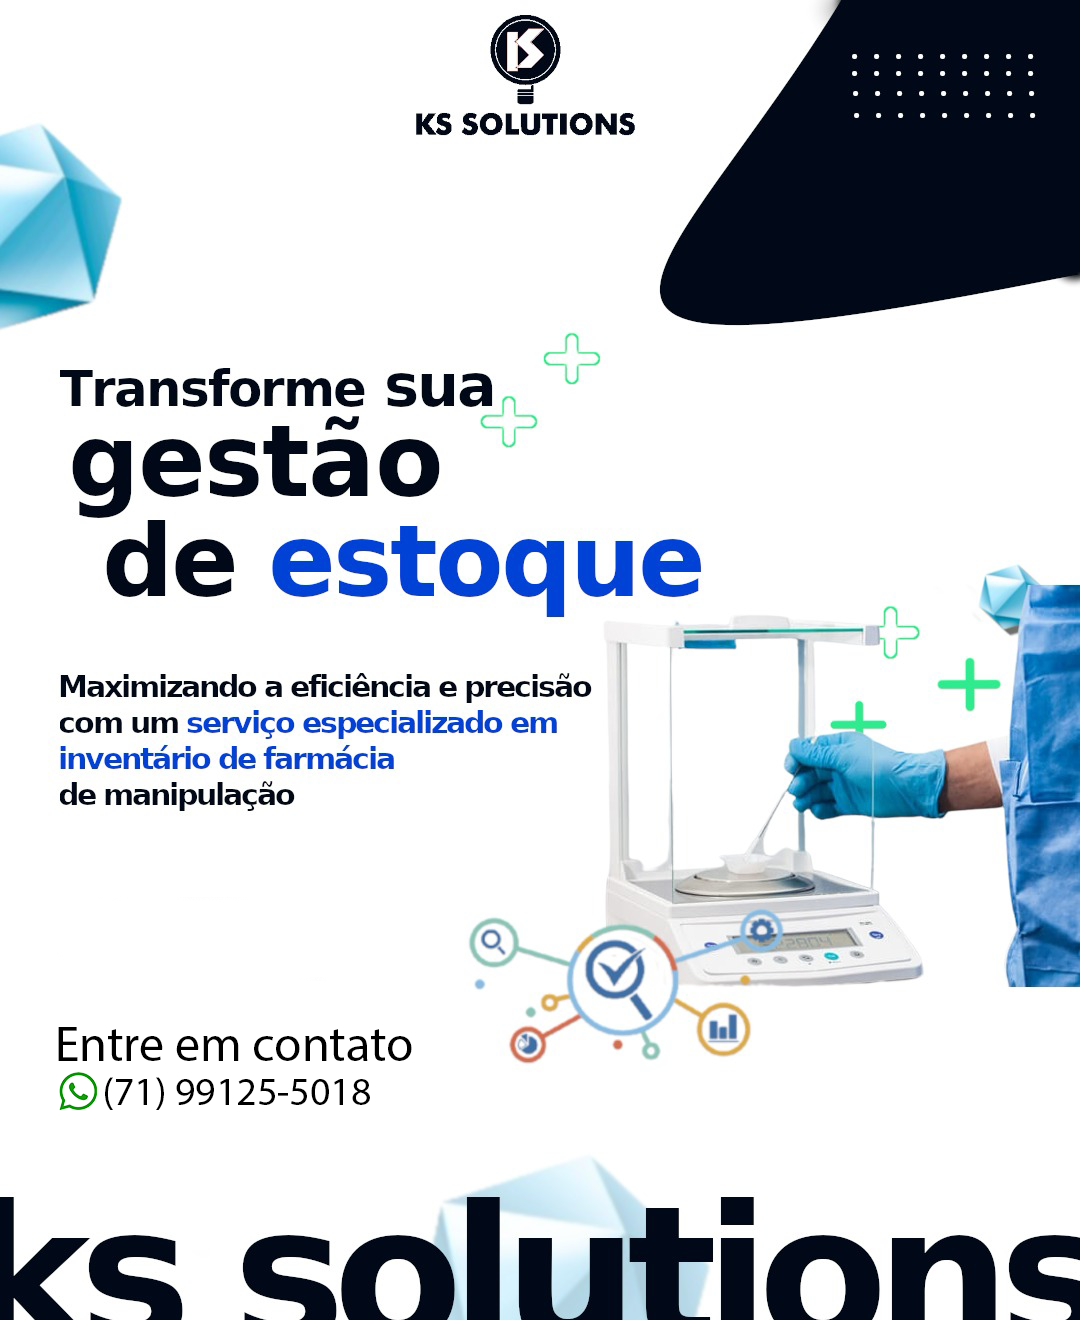 KS SOLUTIONS
Transforme sua
gestão
de estoque
Maximizando a eficiência e precisão
com um serviço especializado em
inventário de farmácia
de manipulação
Entre em contato
(71) 99125-5018
ks solutions